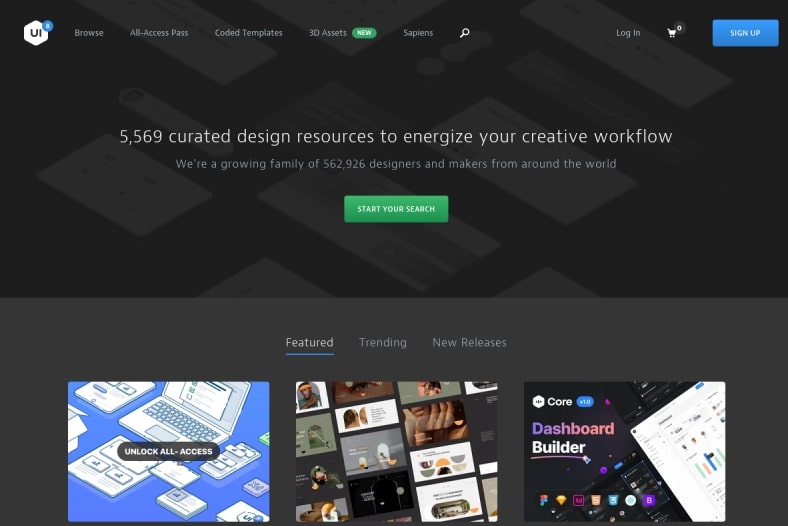 UI 8
Browse
All-Access Pass
Coded Templates
3D Assets NEW
Sapiens
Log In
0
SIGN UP
5,569 curated design resources to energize your creative workflow
We're a growing family of 562,926 designers and makers from around the world
START YOUR SEARCH
Featured
Trending
New Releases
UNLOCK ALL- ACCESS
Core v1.0
Dashboard
Builder